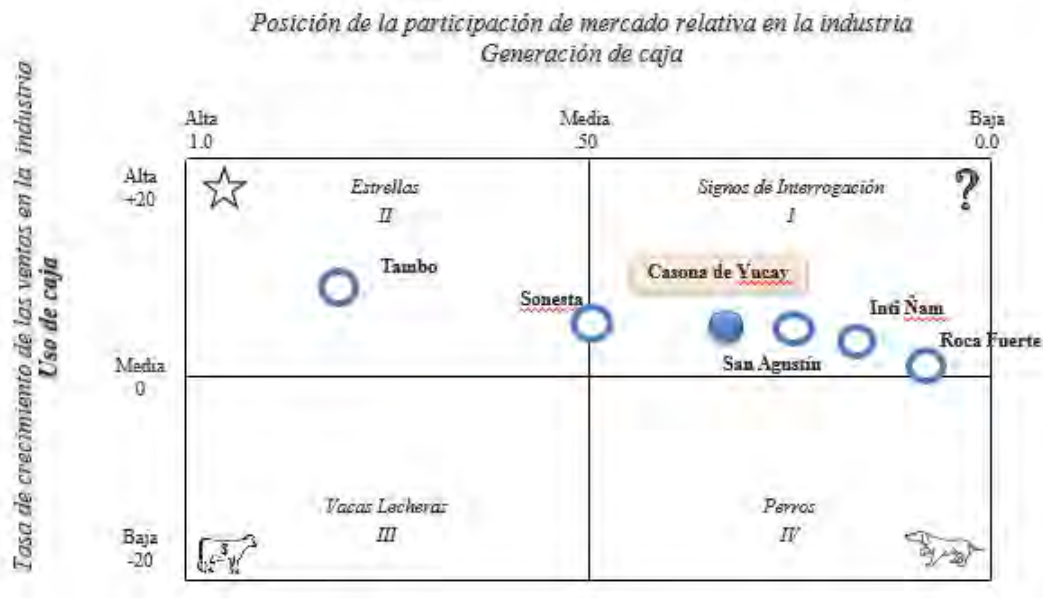 Posición de la participación de mercado relativa en la industria
Generación de caja
Tasa de crecimiento de las ventas en la industria
Uso de caja
Alta
1.0
Media
.50
Baja
0.0
Alta
+20
Estrellas
II
Signos de Interrogación
I
?
Tambo
Casona de Yucay
Sonesta
Inti Ñam
Roca Fuerte
San Agustín
Media
0
Vacas Lecheras
III
Perros
IV
Baja
-20